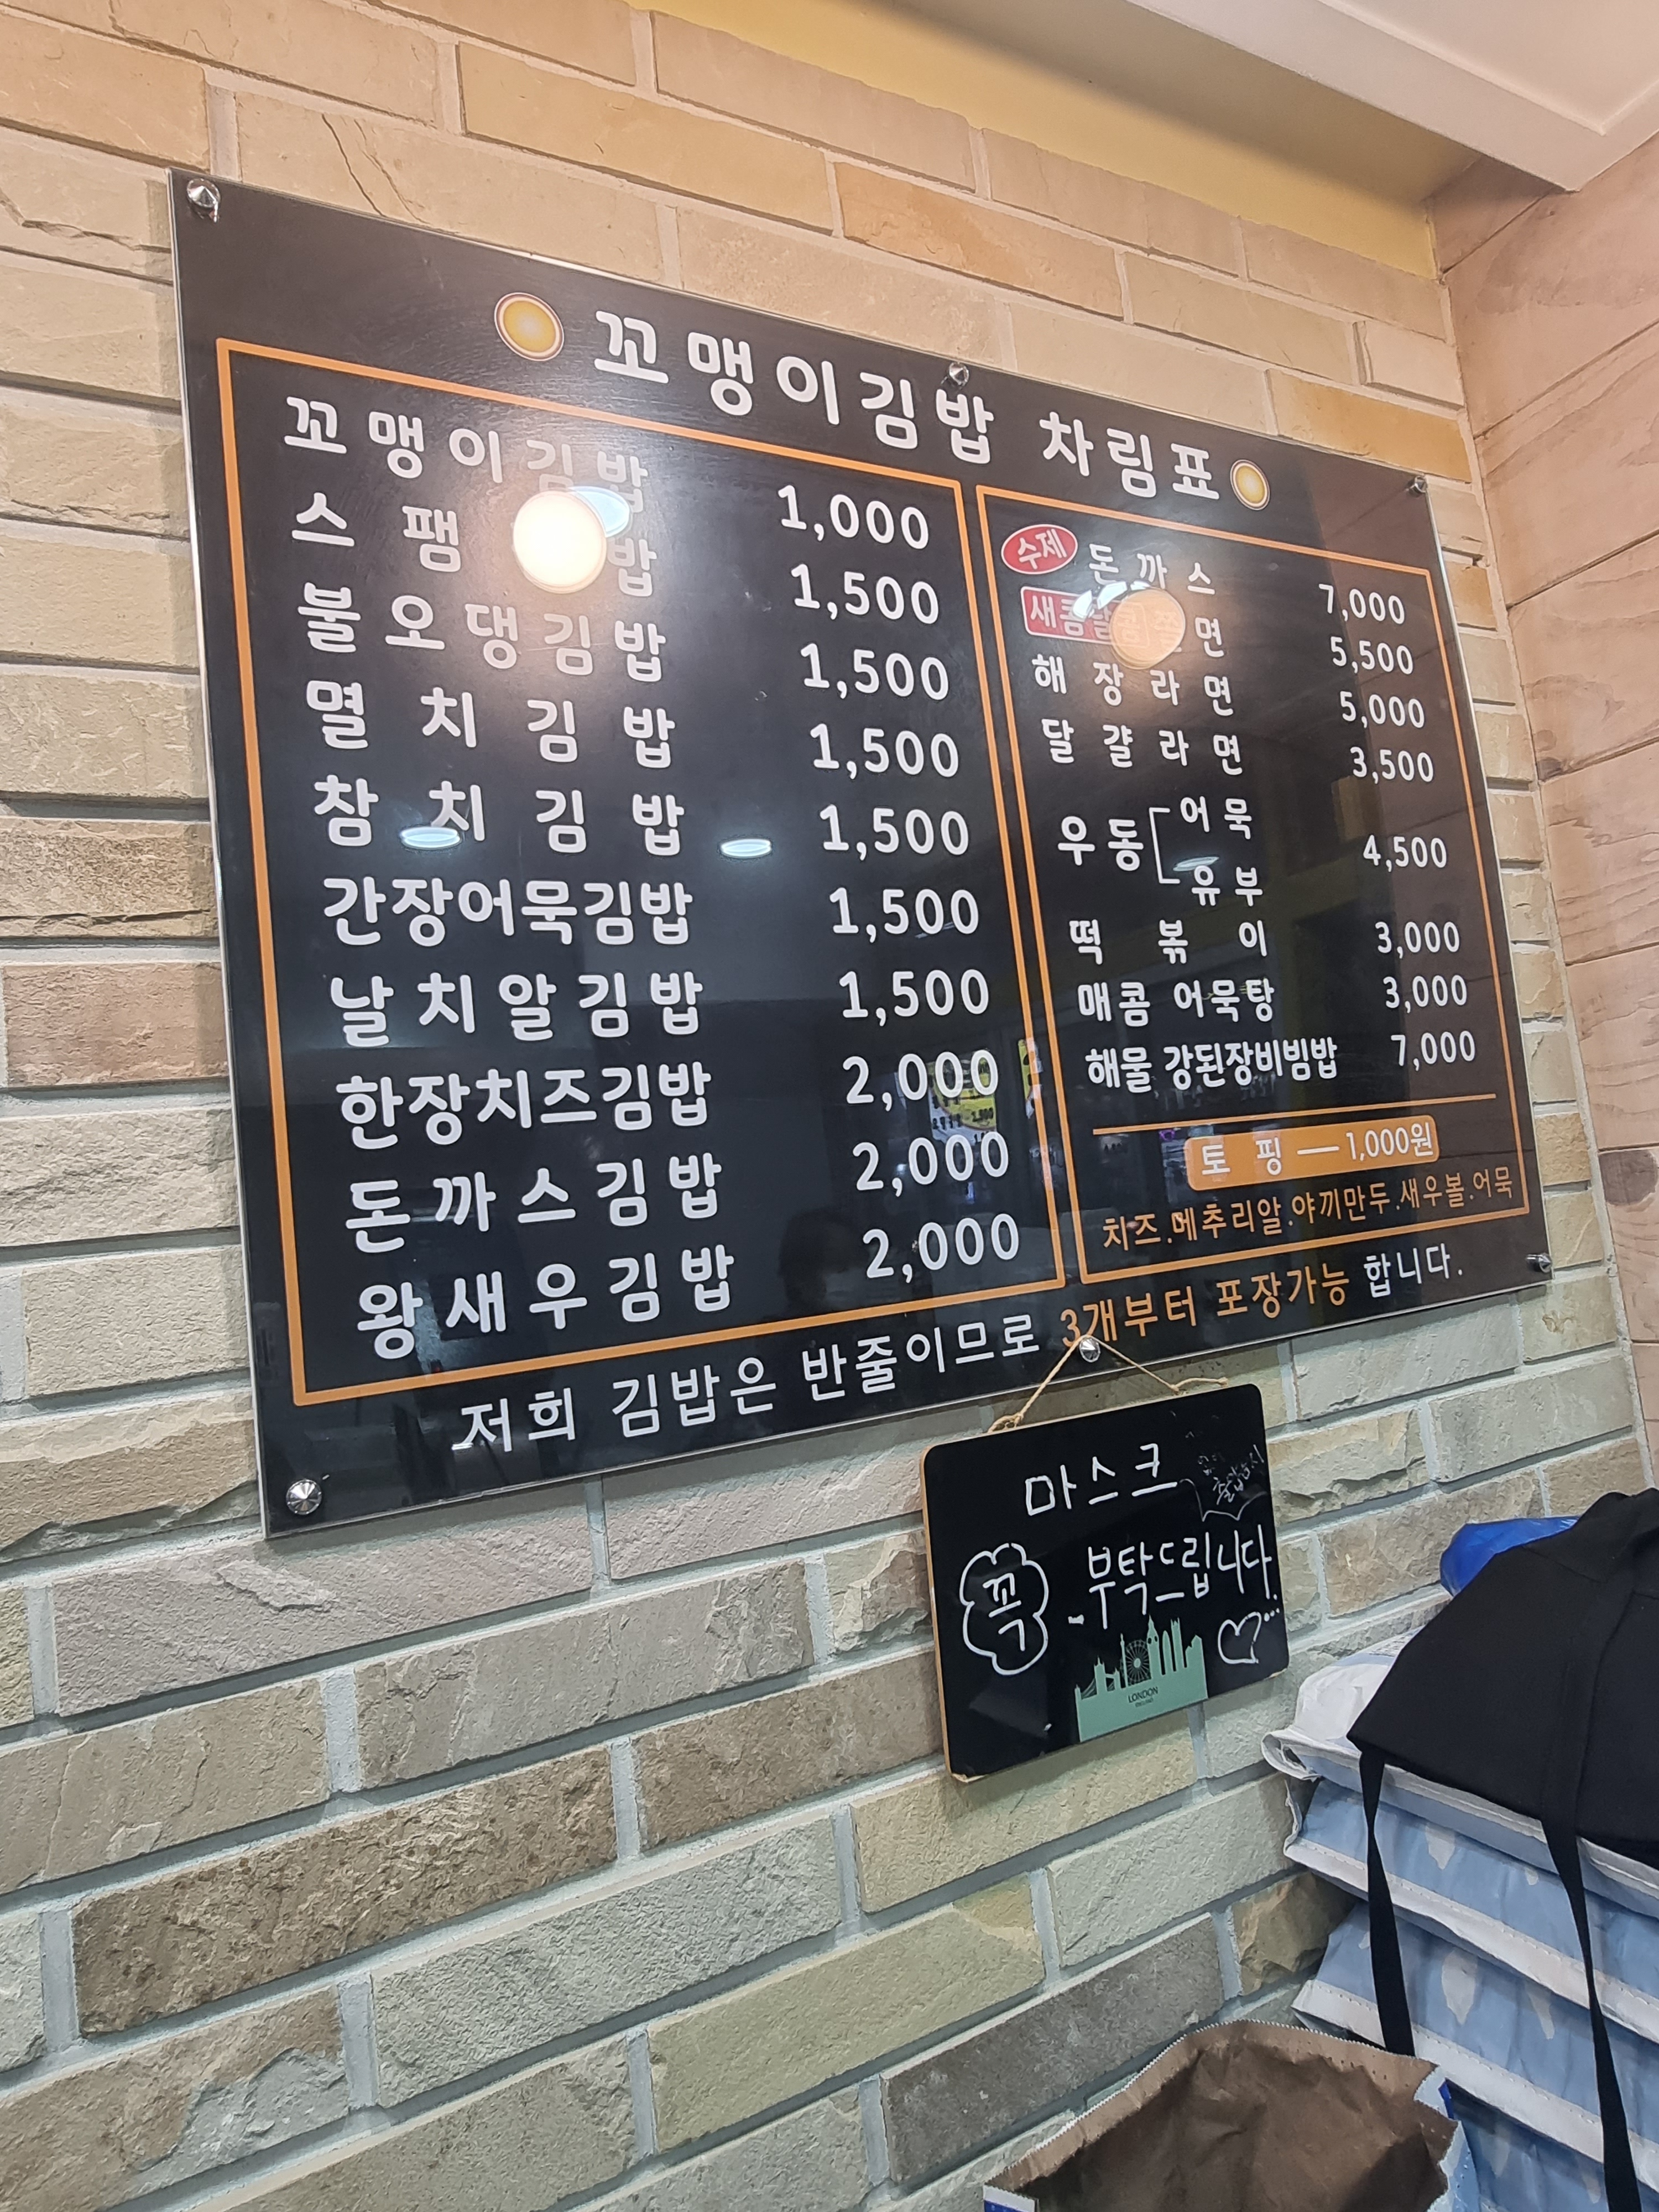 꼬맹이김밥 차림표
꼬맹이김밥 1,000
스팸 밥 1,500
불오댕김밥 1,500
멸치김밥 1,500
참치김밥 1,500
간장어묵김밥 1,500
날치알김밥 1,500
한장치즈김밥 2,000
돈까스김밥 2,000
왕새우김밥 2,000
수제 돈까스 7,000
새콤달콤쫄면 5,500
해장라면 5,000
달걀라면 3,500
우동 어묵 유부 4,500
떡볶이 3,000
매콤 어묵탕 3,000
해물 강된장비빔밥 7,000
토핑 — 1,000원
치즈.메추리알.야끼만두.새우볼.어묵
저희 김밥은 반줄이므로 3개부터 포장가능 합니다.
마스크
꼭 부탁드립니다.
LONDON